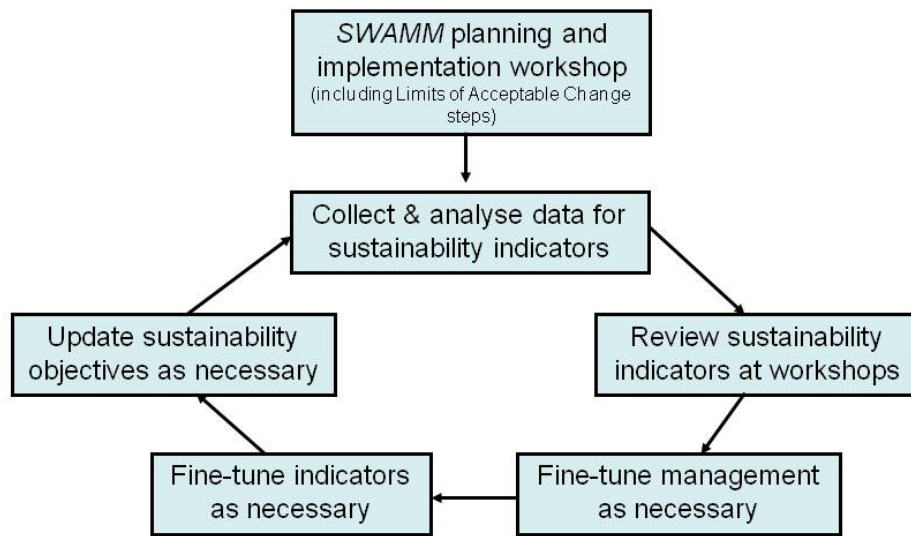 SWAMM planning and
implementation workshop
(including Limits of Acceptable Change
steps)
Collect & analyse data for
sustainability indicators
Review sustainability
indicators at workshops
Fine-tune management
as necessary
Fine-tune indicators
as necessary
Update sustainability
objectives as necessary